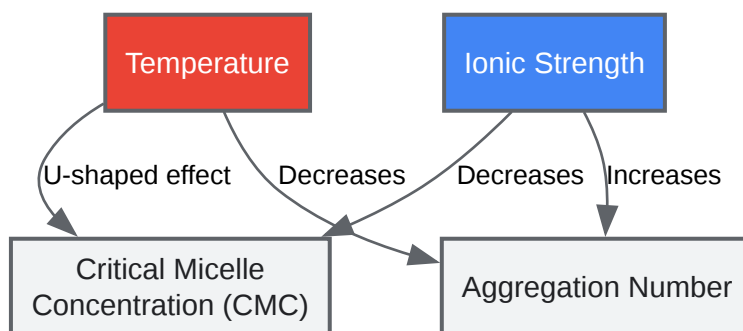 Temperature
Ionic Strength
U-shaped effect
Decreases
Decreases
Increases
Critical Micelle
Concentration (CMC)
Aggregation Number